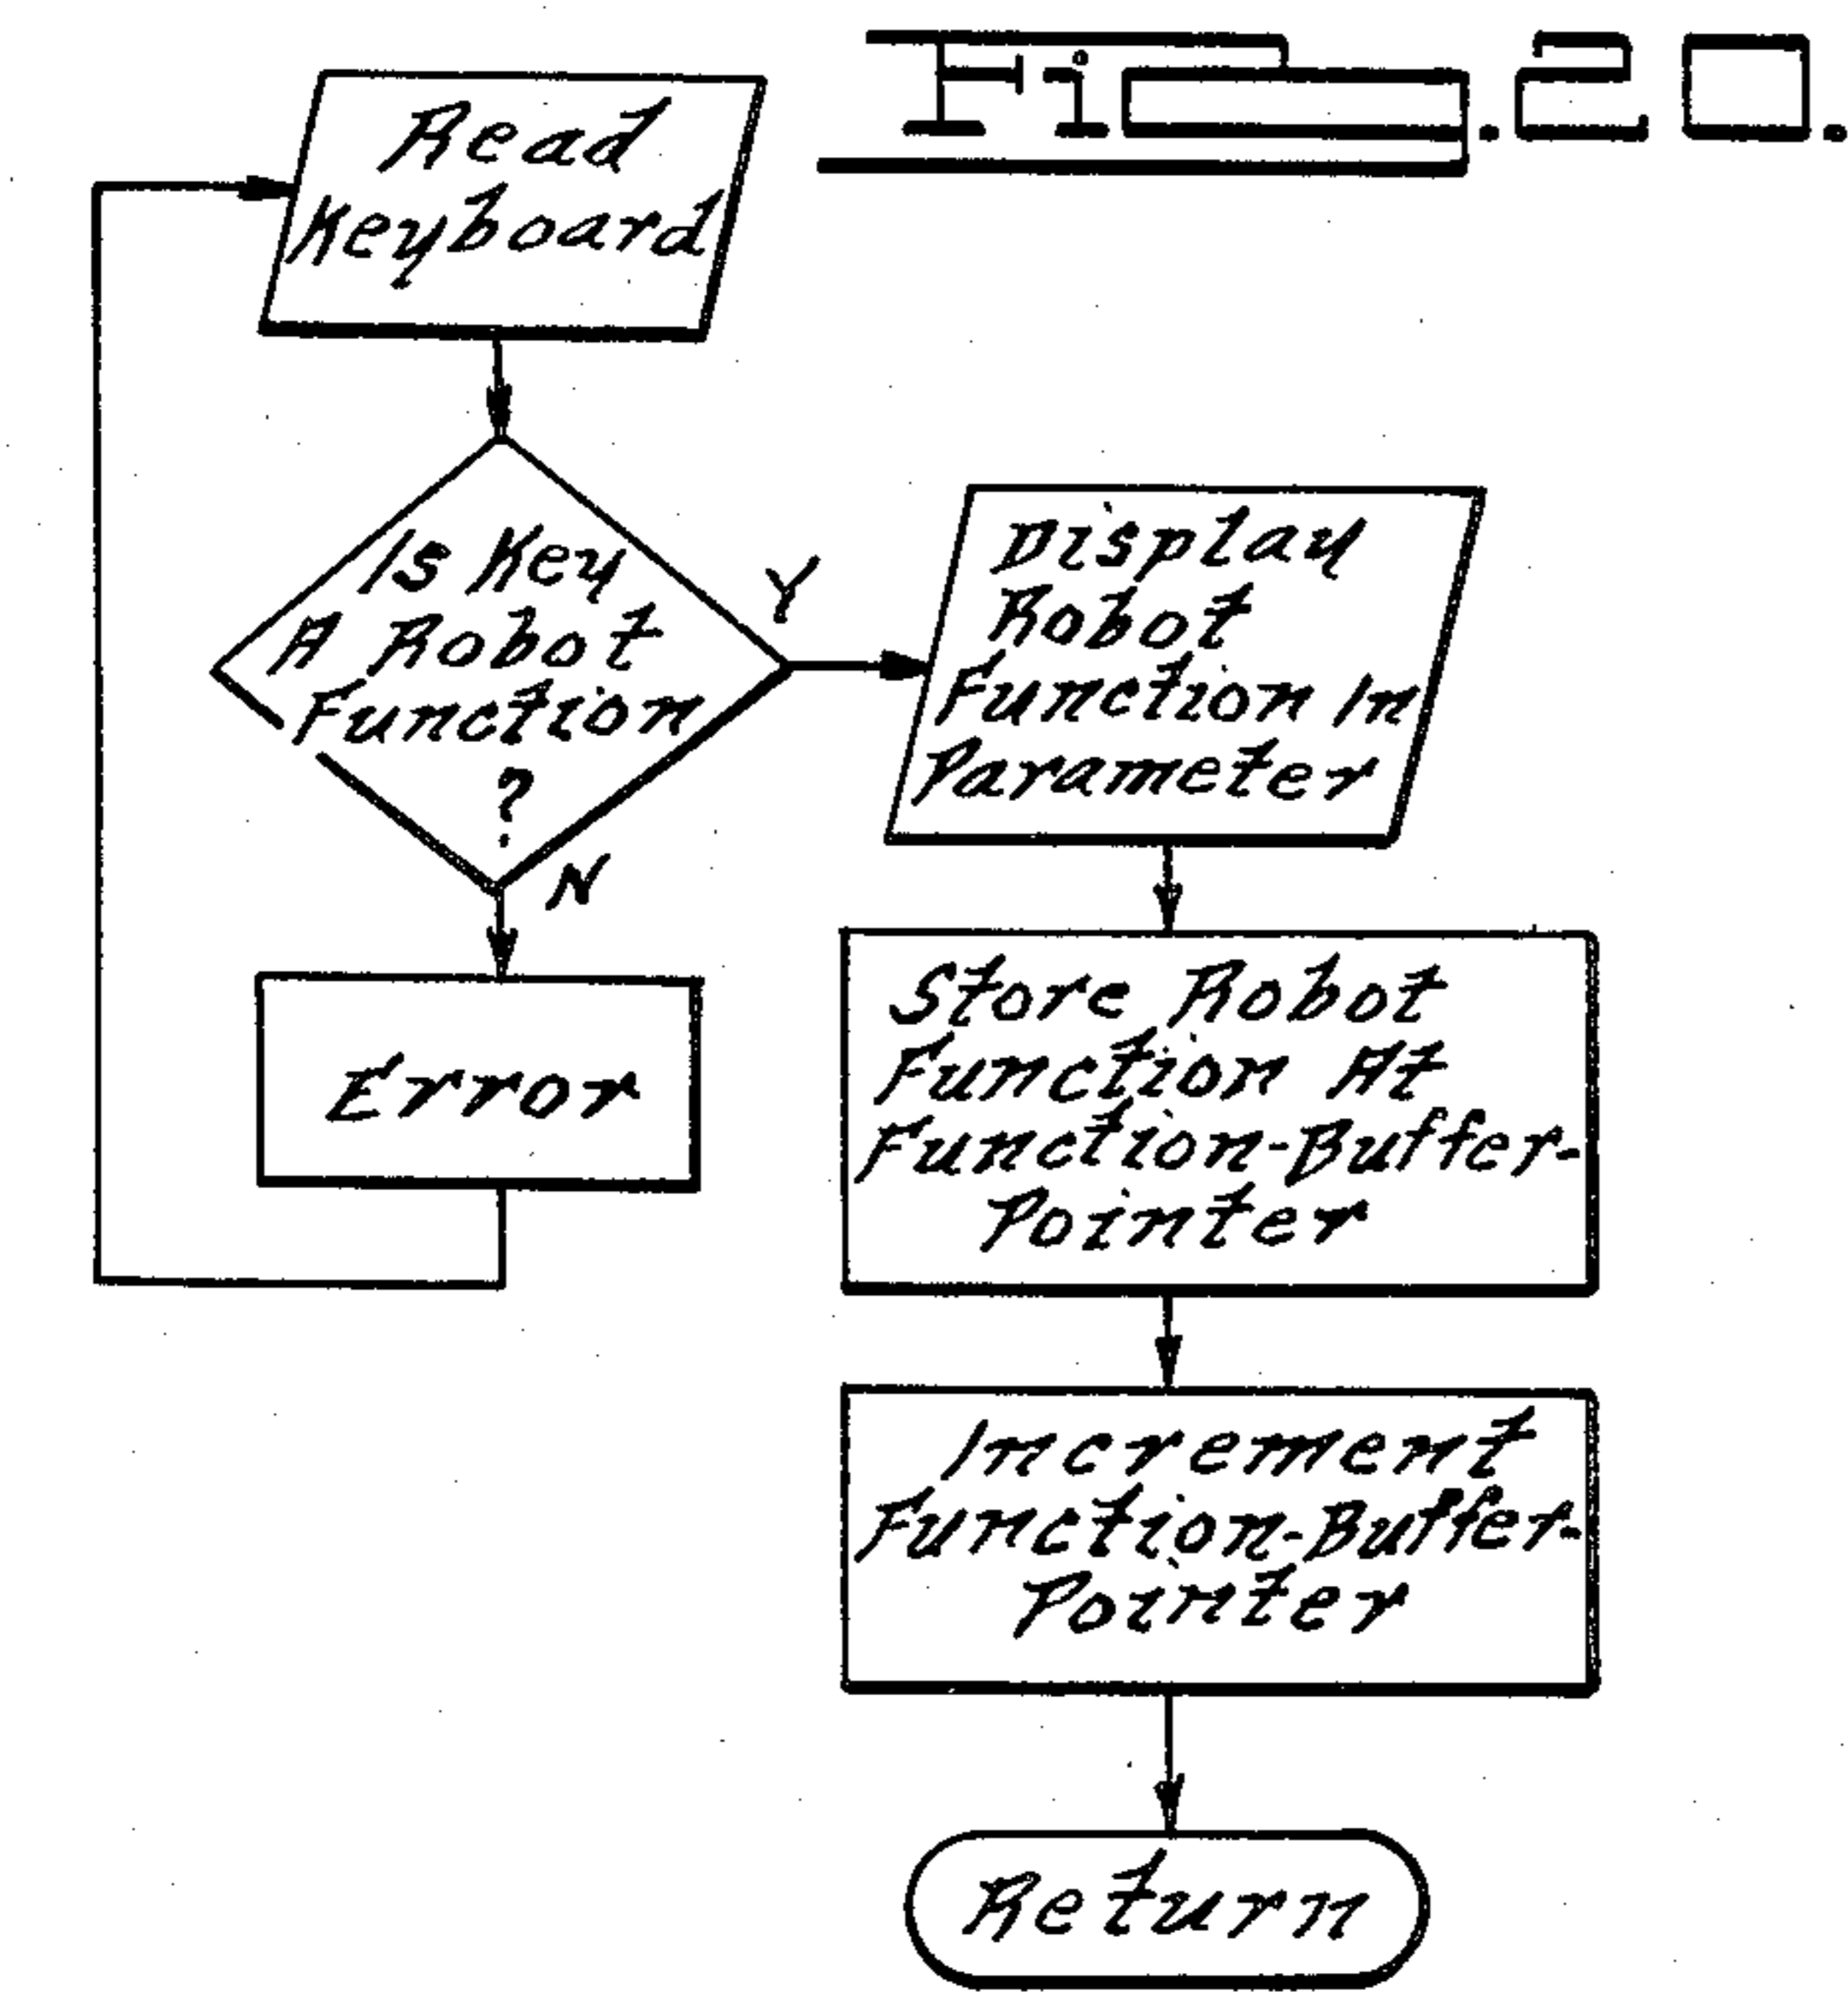 Fig. 20.
Read
Keyboard
Is Key
A Robot
Function
?
Y
N
Error
Display
Robot
Function In
Parameter
Store Robot
Function At
Function-Buffer-
Pointer
Increment
Function-Buffer-
Pointer
Return